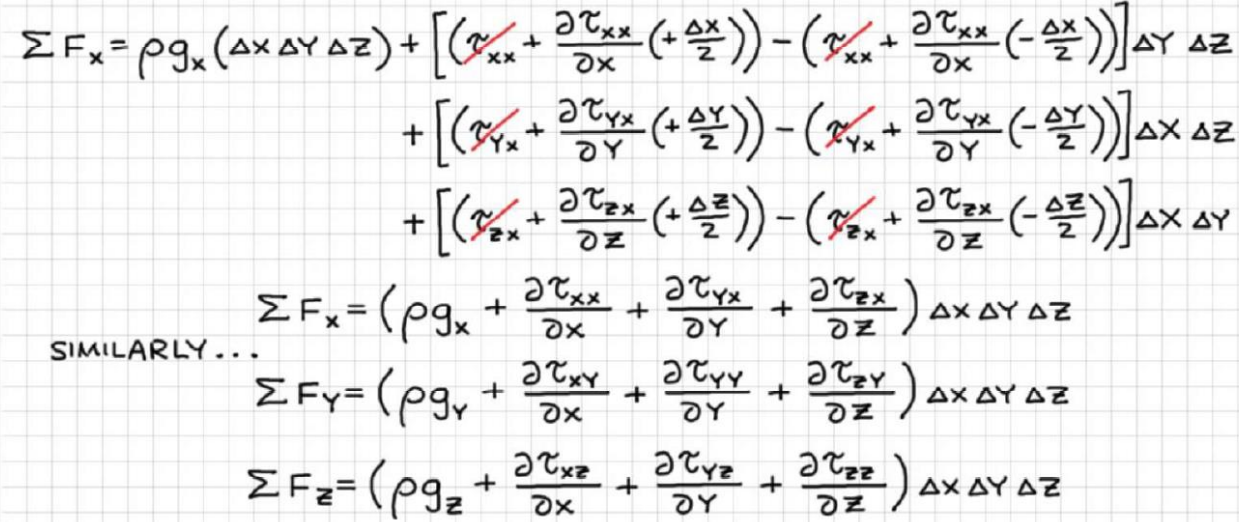 ΣFx = ρgx(ΔX ΔY ΔZ) + [(τxx + ∂τxx/∂x (+Δx/2)) − (τxx + ∂τxx/∂x (−Δx/2))]ΔY ΔZ
+ [(τYx + ∂τYx/∂Y (+ΔY/2)) − (τYx + ∂τYx/∂Y (−ΔY/2))]ΔX ΔZ
+ [(τzx + ∂τzx/∂z (+Δz/2)) − (τzx + ∂τzx/∂z (−Δz/2))]ΔX ΔY
ΣFx = (ρgx + ∂τxx/∂x + ∂τYx/∂Y + ∂τzx/∂z) ΔX ΔY ΔZ
SIMILARLY...
ΣFY = (ρgY + ∂τxY/∂x + ∂τYY/∂Y + ∂τzY/∂z) ΔX ΔY ΔZ
ΣFz = (ρgz + ∂τxz/∂x + ∂τYz/∂Y + ∂τzz/∂z) ΔX ΔY ΔZ